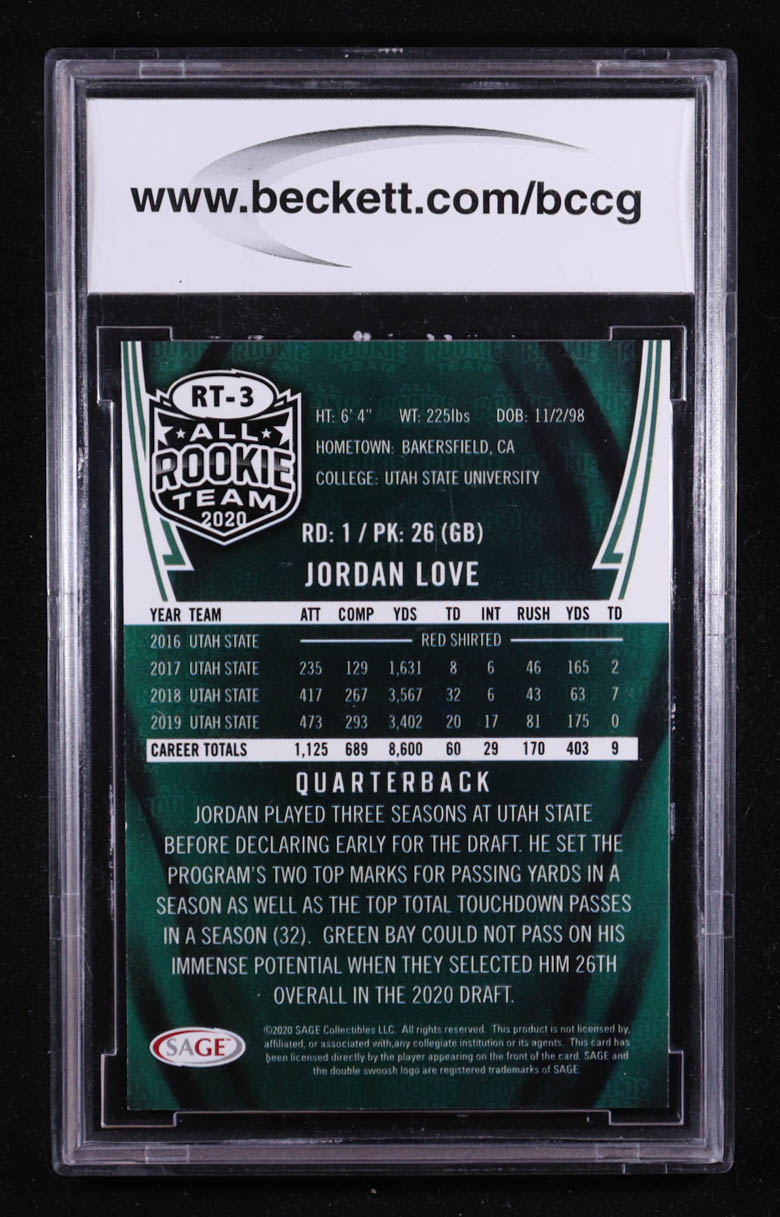 www.beckett.com/bccg
RT-3
ALL
ROOKIE
TEAM
2020
HT: 6' 4" WT: 225lbs DOB: 11/2/98
HOMETOWN: BAKERSFIELD, CA
COLLEGE: UTAH STATE UNIVERSITY
RD: 1 / PK: 26 (GB)
JORDAN LOVE
YEAR TEAM ATT COMP YDS TD INT RUSH YDS TD
2016 UTAH STATE RED SHIRTED
2017 UTAH STATE 235 129 1,631 8 6 46 165 2
2018 UTAH STATE 417 267 3,567 32 6 43 63 7
2019 UTAH STATE 473 293 3,402 20 17 81 175 0
CAREER TOTALS 1,125 689 8,600 60 29 170 403 9
QUARTERBACK
JORDAN PLAYED THREE SEASONS AT UTAH STATE
BEFORE DECLARING EARLY FOR THE DRAFT. HE SET THE
PROGRAM'S TWO TOP MARKS FOR PASSING YARDS IN A
SEASON AS WELL AS THE TOP TOTAL TOUCHDOWN PASSES
IN A SEASON (32). GREEN BAY COULD NOT PASS ON HIS
IMMENSE POTENTIAL WHEN THEY SELECTED HIM 26TH
OVERALL IN THE 2020 DRAFT.
SAGE
©2020 SAGE Collectibles LLC. All rights reserved. This product is not licensed by,
affiliated, or associated with,any collegiate institution or its agents. This card has
been licensed directly by the player appearing on the front of the card. SAGE and
the double swoosh logo are registered trademarks of SAGE.